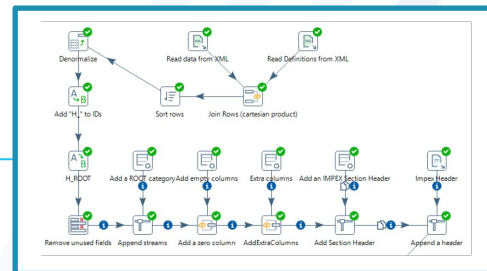 Denormalize
Read data from XML
Read Definitions from XML
Add "H_" to IDs
Sort rows
Join Rows (cartesian product)
H_ROOT
Add a ROOT category
Add empty columns
Extra columns
Add an IMPEX Section Header
Impex Header
Remove unused fields
Append streams
Add a zero column
AddExtraColumns
Add Section Header
Append a header